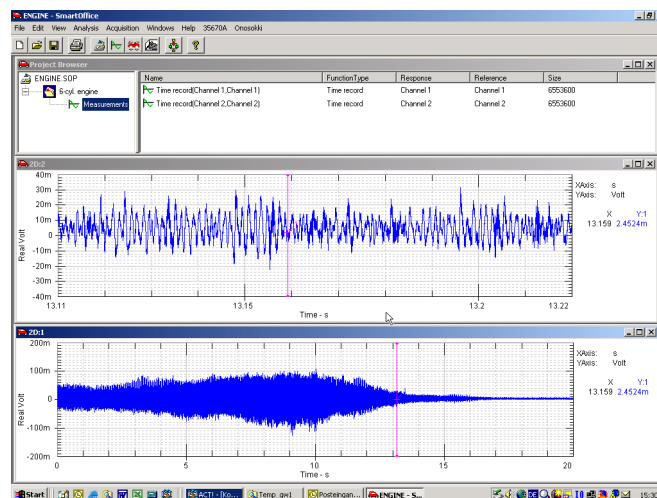 ENGINE - SmartOffice
File Edit View Analysis Acquisition Windows Help 35670A Onosokki
Project Browser
ENGINE.SOP
6-cyl. engine
Measurements
Name FunctionType Response Reference Size
Time record(Channel 1,Channel 1) Time record Channel 1 Channel 1 6553600
Time record(Channel 2,Channel 2) Time record Channel 2 Channel 2 6553600
2D:2
40m
30m
20m
10m
0
-10m
-20m
-30m
-40m
Real Volt
13.11 13.15 13.2 13.22
Time - s
XAxis: s
YAxis: Volt
X Y:1
13.159 2.4524m
2D:1
200m
100m
0
-100m
-200m
Real Volt
0 5 10 15 20
Time - s
XAxis: s
YAxis: Volt
X Y:1
13.159 2.4524m
Start ACT! - [Ko... Temp_gw1 Posteingan... ENGINE - S... DE